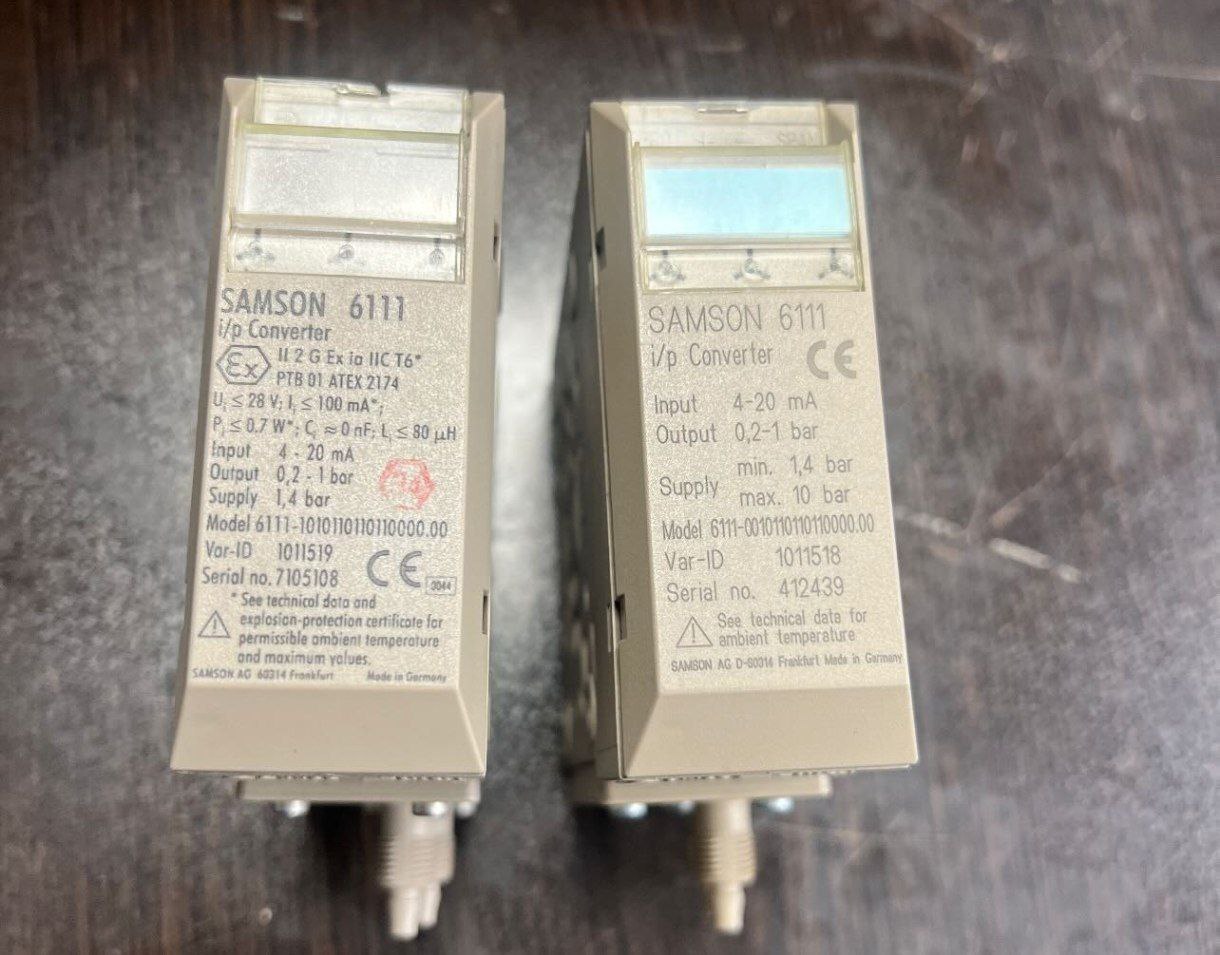 SAMSON 6111
i/p Converter
Ex II 2 G Ex ia IIC T6*
PTB 01 ATEX 2174
Ui ≤ 28 V; Ii ≤ 100 mA*;
Pi ≤ 0.7 W*; Ci ≈ 0 nF; Li ≤ 80 µH
Input 4 - 20 mA
Output 0,2 - 1 bar
Supply 1,4 bar
Model 6111-1010110110110000.00
Var-ID 1011519
Serial no. 7105108 CE 3044
* See technical data and
explosion-protection certificate for
permissible ambient temperature
and maximum values.
SAMSON AG 60314 Frankfurt Made in Germany
SPAN
SAMSON 6111
i/p Converter CE
Input 4-20 mA
Output 0,2-1 bar
Supply min. 1,4 bar
max. 10 bar
Model 6111-0010110110110000.00
Var-ID 1011518
Serial no. 412439
See technical data for
ambient temperature
SAMSON AG D-60314 Frankfurt Made in Germany